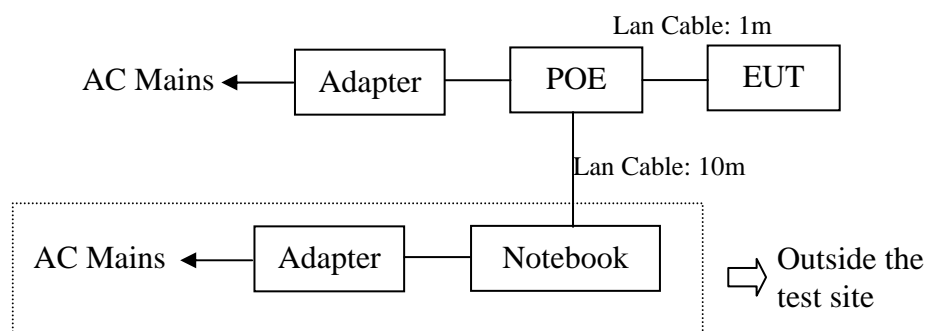 Lan Cable: 1m
AC Mains
Adapter
POE
EUT
Lan Cable: 10m
AC Mains
Adapter
Notebook
Outside the
test site